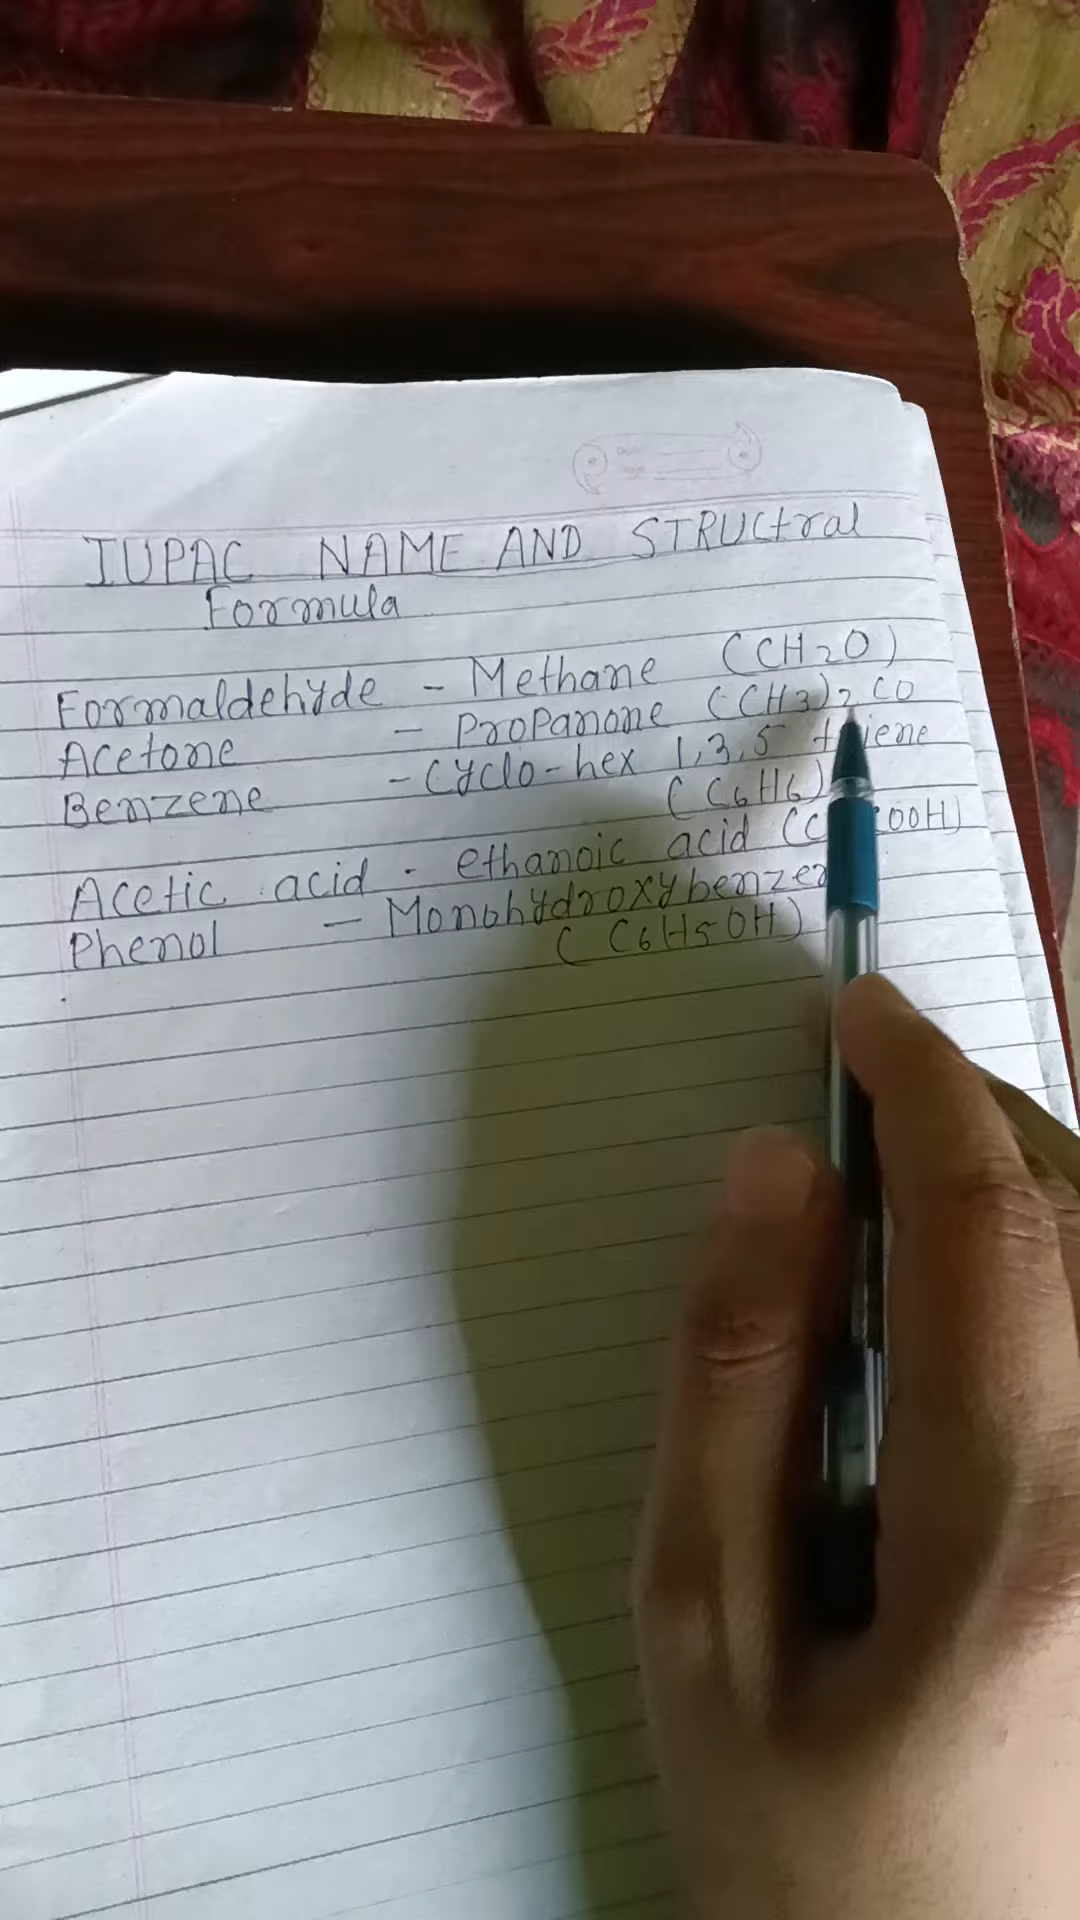 IUPAC NAME AND STRUCtral
Formula
Formaldehyde - Methane (CH2O)
Acetone - Propanone (CH3)2 CO
Benzene - Cyclo-hex 1,3,5
(C6H6)
Acetic acid - ethanoic acid
Phenol - Monohydroxybenzen
(C6H5OH)